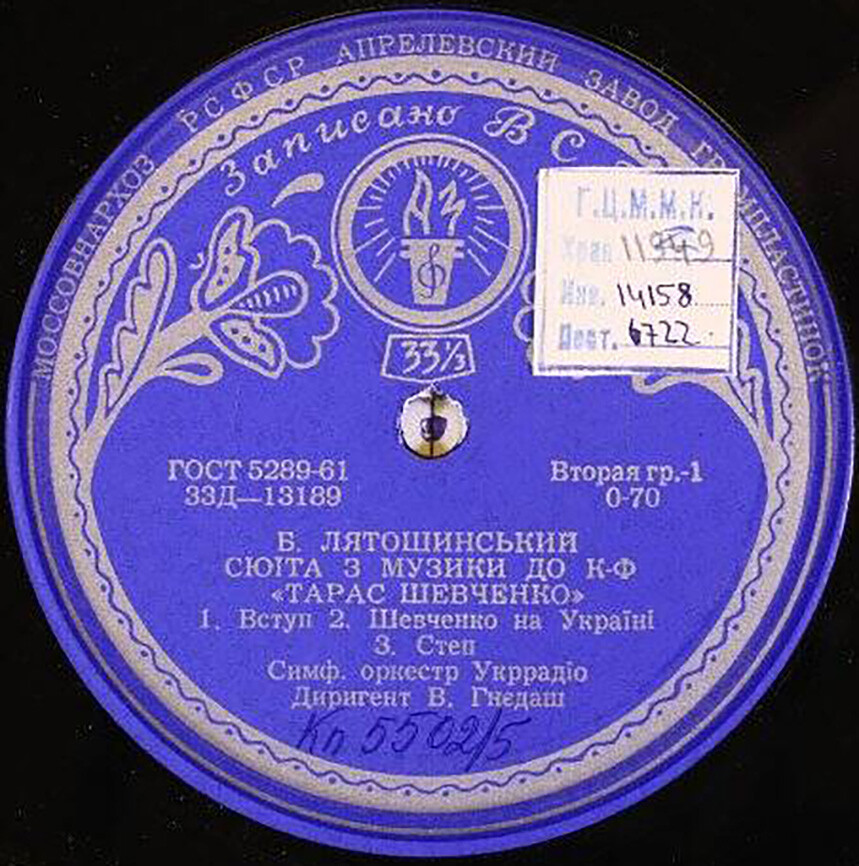 МОССОВНАРХОЗ РСФСР АПРЕЛЕВСКИЙ ЗАВОД ГРАМПЛАСТИНОК
Записано В С
Г.Ц.М.М.К.
Инв. 14158
Пост. 6722
33⅓
ГОСТ 5289-61
33Д—13189
Вторая гр.-1
0-70
Б. ЛЯТОШИНСЬКИЙ
СЮІТА З МУЗИКИ ДО К-Ф
«ТАРАС ШЕВЧЕНКО»
1. Вступ 2. Шевченко на Україні
3. Степ
Симф. оркестр Укррадіо
Диригент В. Гнєдаш
Кп 5502/5